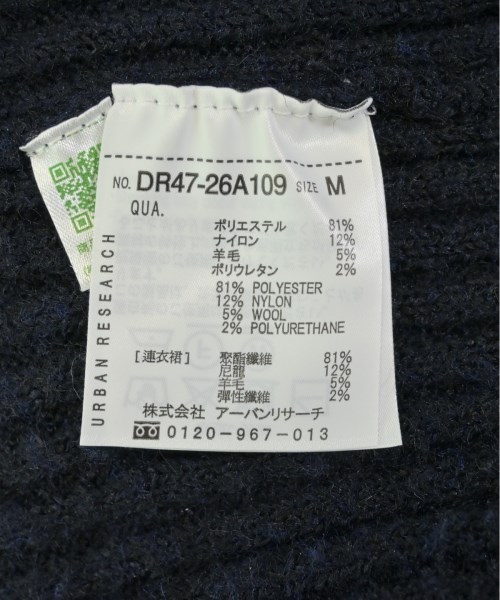 NO. DR47-26A109 SIZE M
QUA.
ポリエステル 81%
ナイロン 12%
羊毛 5%
ポリウレタン 2%
81% POLYESTER
12% NYLON
5% WOOL
2% POLYURETHANE
[連衣裙] 聚酯纖維 81%
尼龍 12%
羊毛 5%
彈性纖維 2%
株式会社 アーバンリサーチ
0120-967-013
URBAN RESEARCH